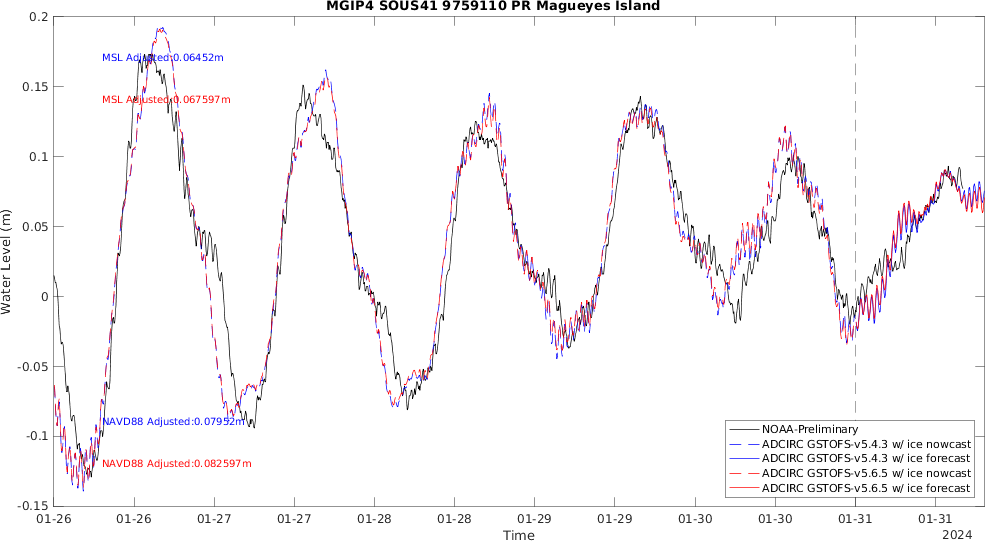 MGIP4 SOUS41 9759110 PR Magueyes Island
0.2
0.15
0.1
0.05
0
-0.05
-0.1
-0.15
Water Level (m)
MSL Adjusted:0.06452m
MSL Adjusted:0.067597m
NAVD88 Adjusted:0.07952m
NAVD88 Adjusted:0.082597m
NOAA-Preliminary
ADCIRC GSTOFS-v5.4.3 w/ ice nowcast
ADCIRC GSTOFS-v5.4.3 w/ ice forecast
ADCIRC GSTOFS-v5.6.5 w/ ice nowcast
ADCIRC GSTOFS-v5.6.5 w/ ice forecast
01-26 01-26 01-27 01-27 01-28 01-28 01-29 01-29 01-30 01-30 01-31 01-31
Time
2024